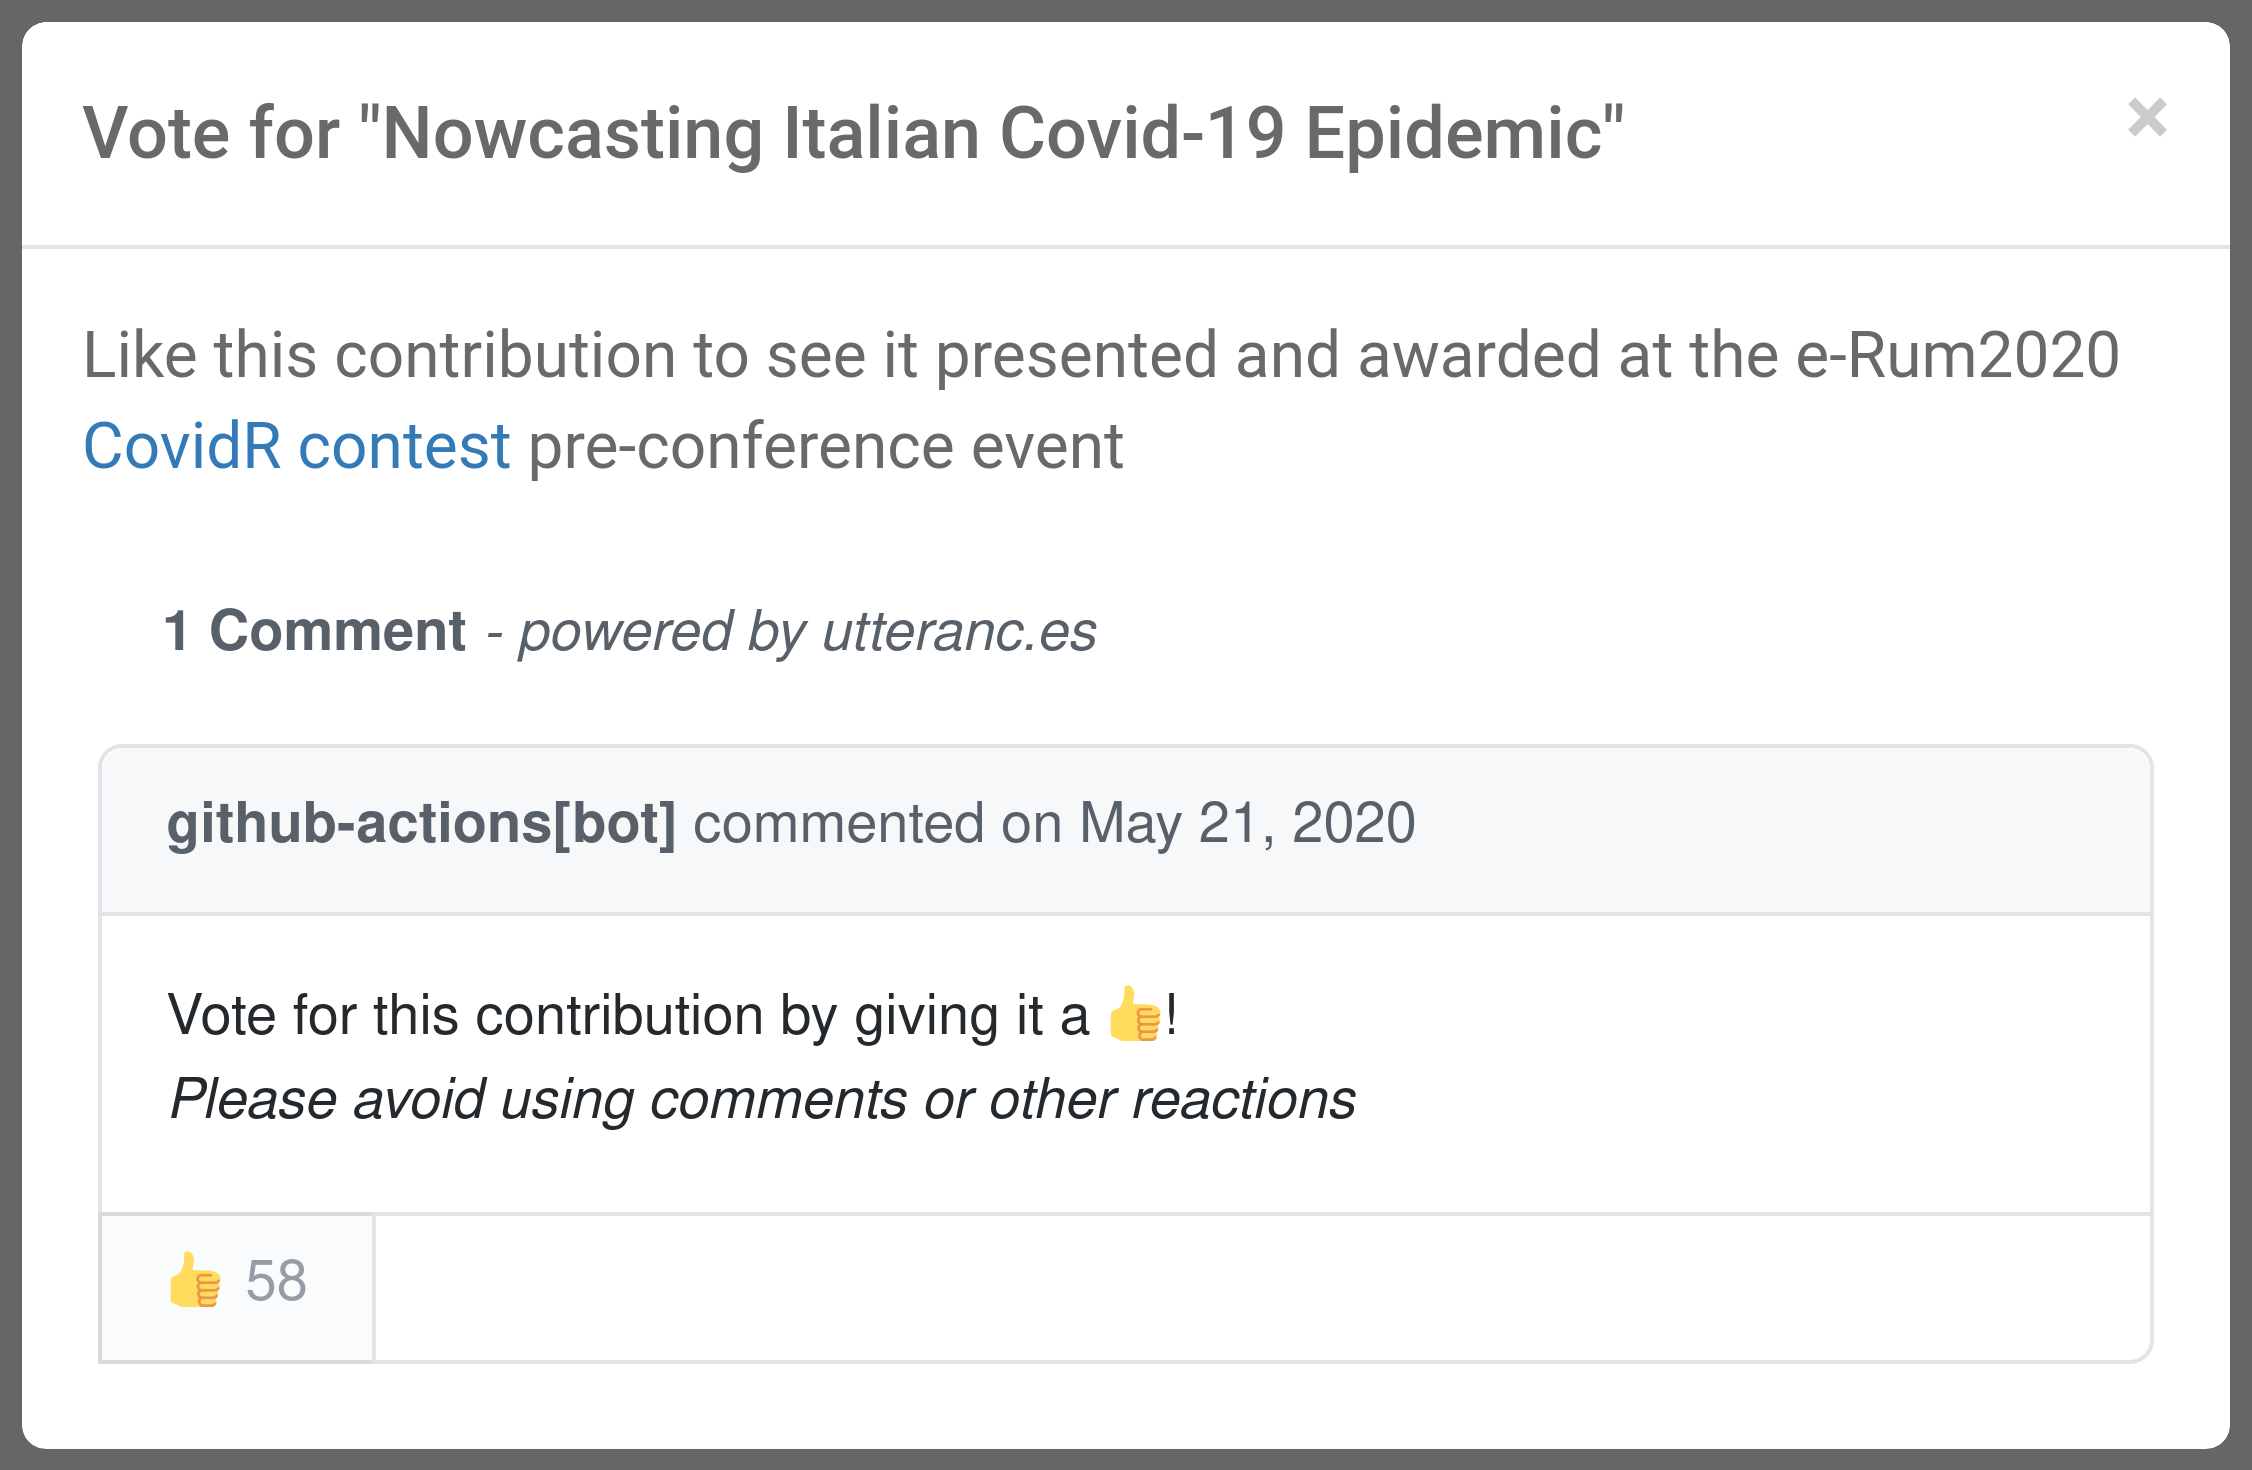 Vote for "Nowcasting Italian Covid-19 Epidemic"
×
Like this contribution to see it presented and awarded at the e-Rum2020
CovidR contest pre-conference event
1 Comment - powered by utteranc.es
github-actions[bot] commented on May 21, 2020
Vote for this contribution by giving it a 👍!
Please avoid using comments or other reactions
👍 58